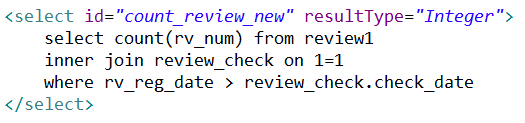 <select id="count_review_new" resultType="Integer">
select count(rv_num) from review1
inner join review_check on 1=1
where rv_reg_date > review_check.check_date
</select>